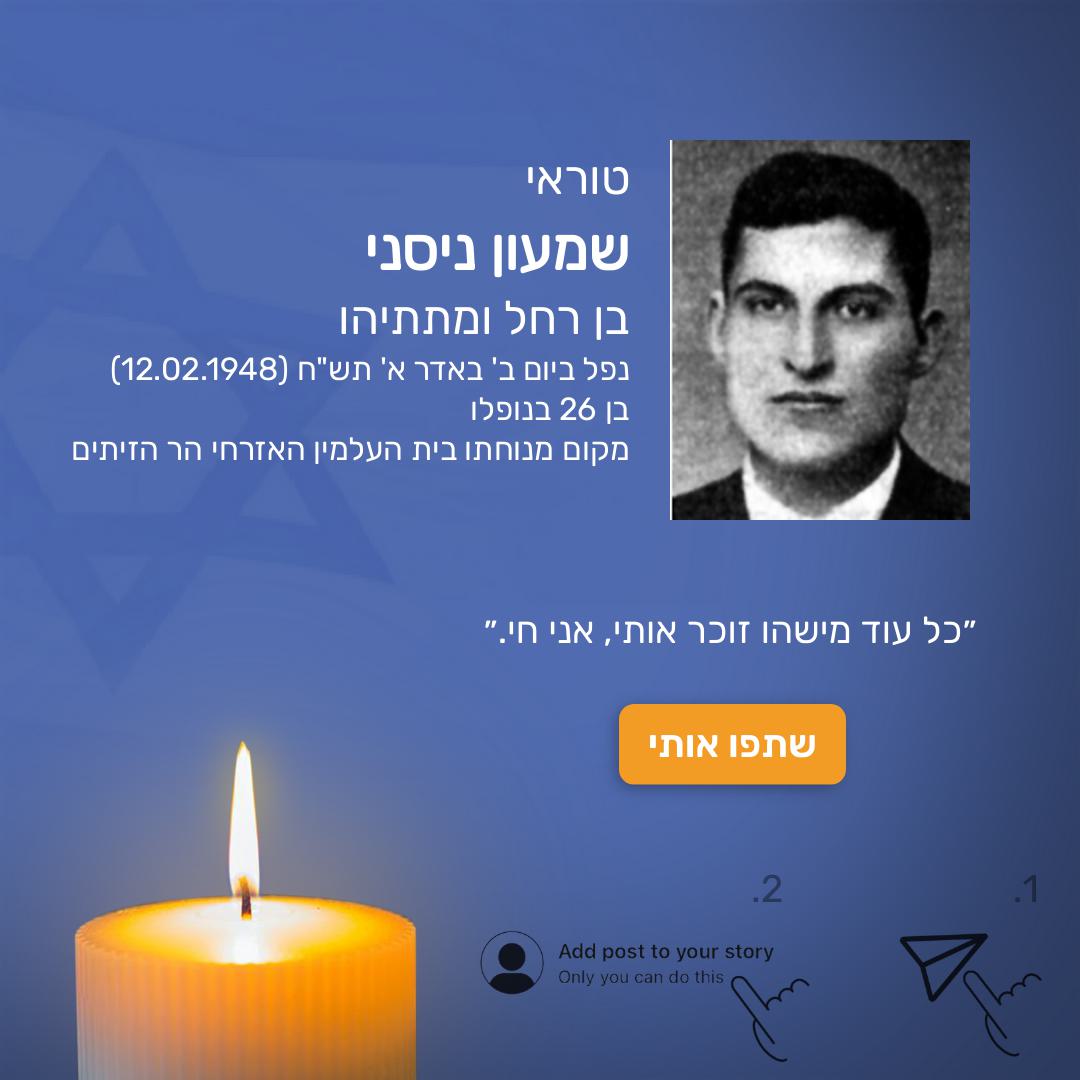 טוראי
שמעון ניסני
בן רחל ומתתיהו
נפל ביום ב' באדר א' תש"ח (12.02.1948)
בן 26 בנופלו
מקום מנוחתו בית העלמין האזרחי הר הזיתים
״כל עוד מישהו זוכר אותי, אני חי.״
שתפו אותי
.1
.2
Add post to your story
Only you can do this